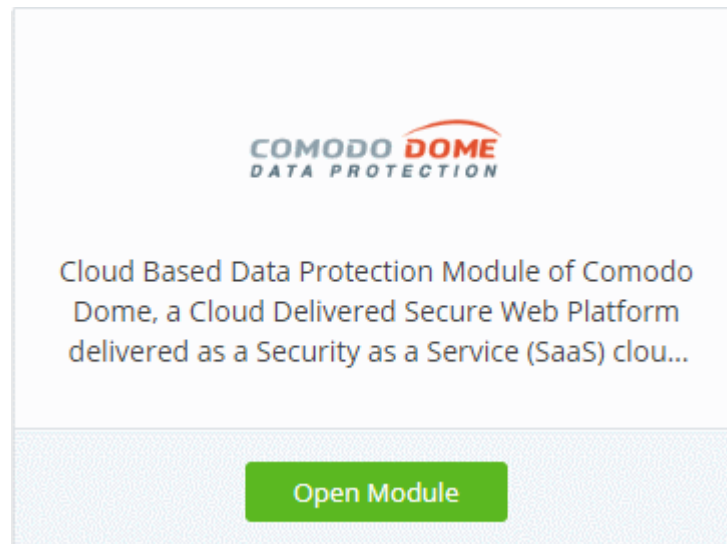 COMODO DOME
DATA PROTECTION
Cloud Based Data Protection Module of Comodo
Dome, a Cloud Delivered Secure Web Platform
delivered as a Security as a Service (SaaS) clou...
Open Module